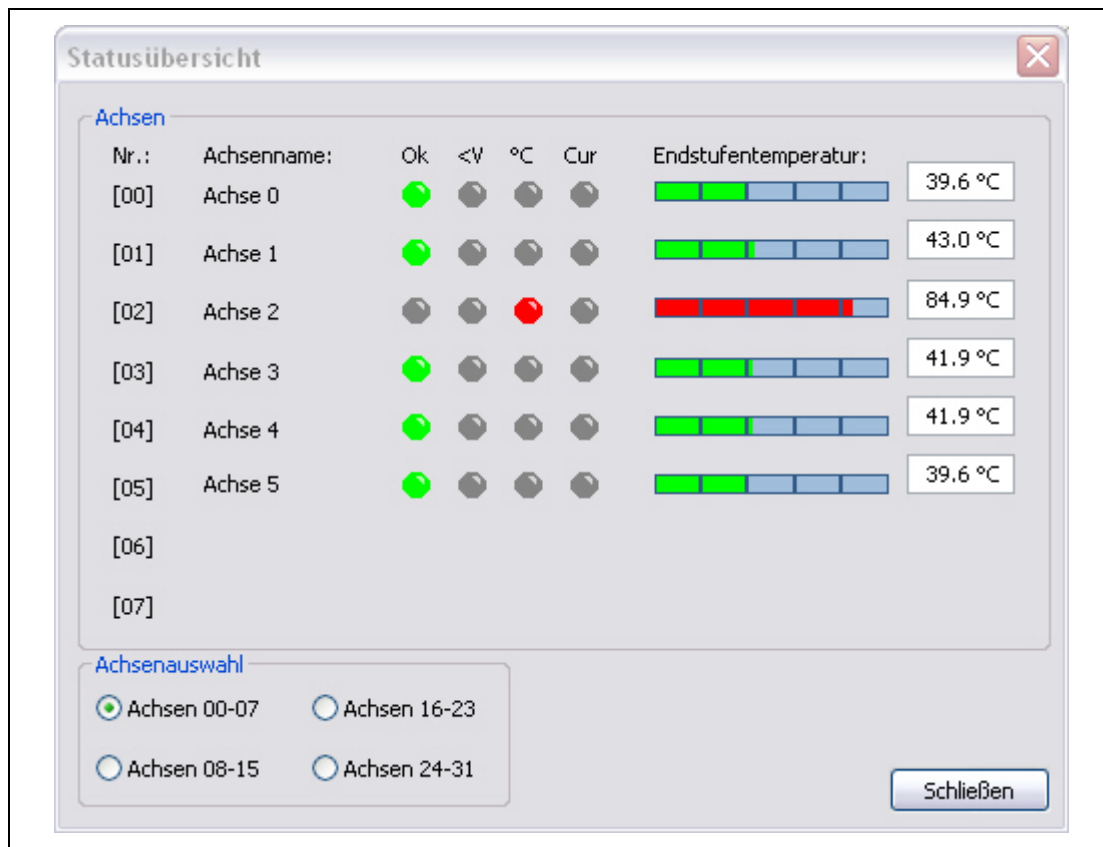 Statusübersicht
Achsen
Nr.: Achsenname: Ok <V °C Cur Endstufentemperatur:
[00] Achse 0 39.6 °C
[01] Achse 1 43.0 °C
[02] Achse 2 84.9 °C
[03] Achse 3 41.9 °C
[04] Achse 4 41.9 °C
[05] Achse 5 39.6 °C
[06]
[07]
Achsenauswahl
Achsen 00-07 Achsen 16-23
Achsen 08-15 Achsen 24-31
Schließen